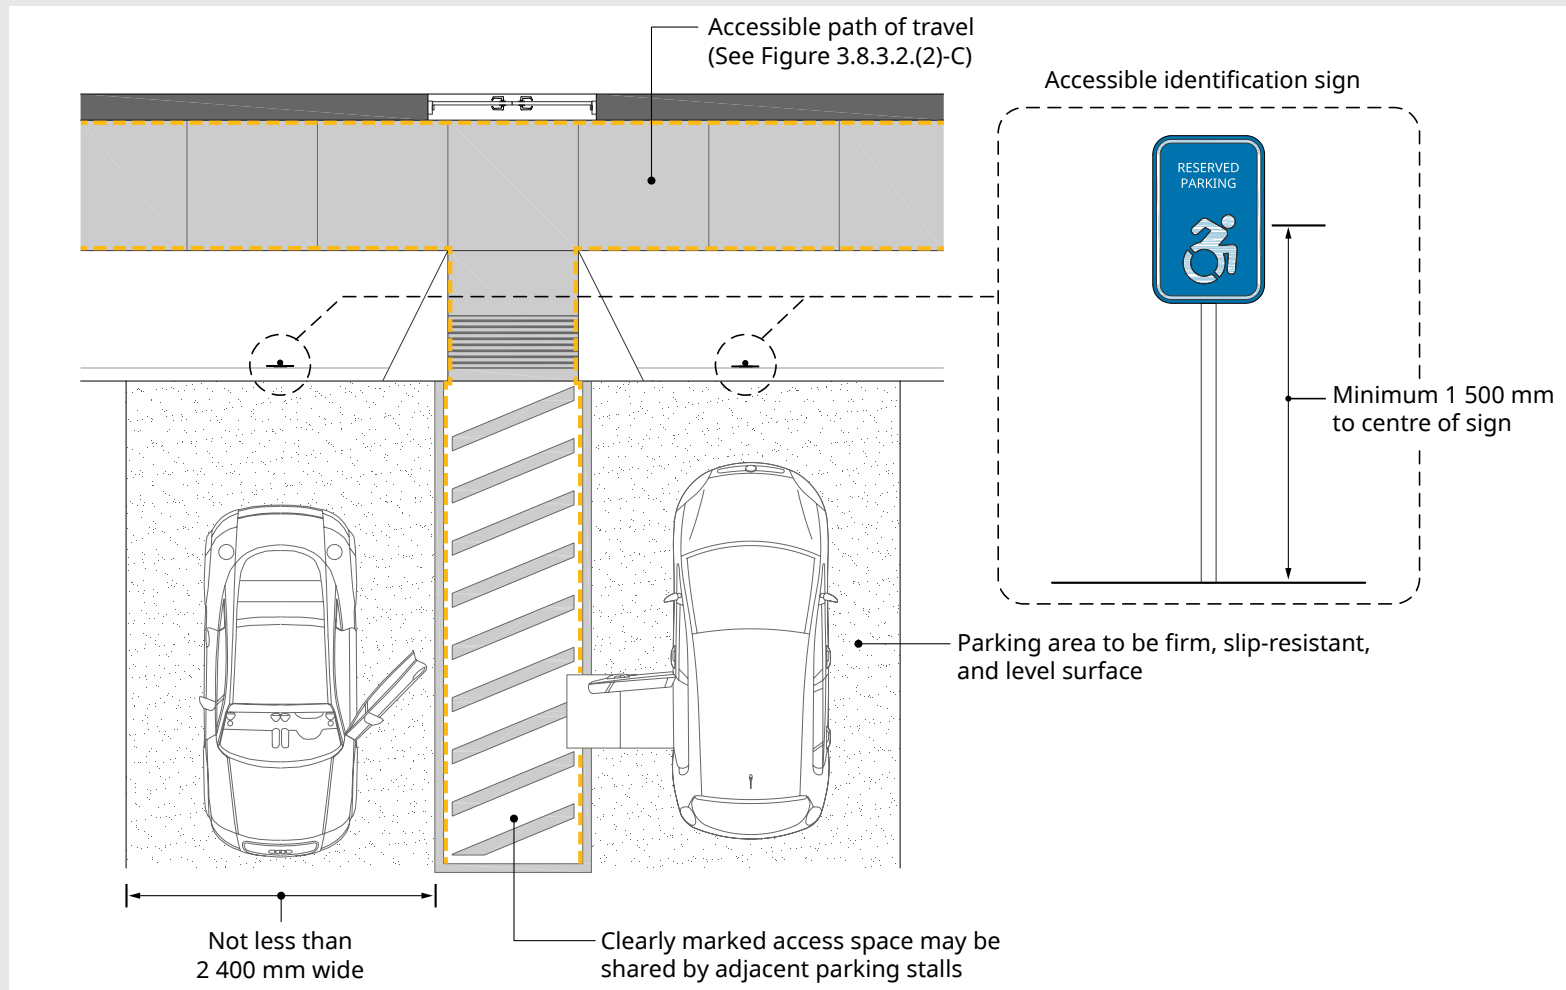 Accessible path of travel
(See Figure 3.8.3.2.(2)-C)
Accessible identification sign
RESERVED
PARKING
Minimum 1 500 mm
to centre of sign
Parking area to be firm, slip-resistant,
and level surface
Not less than
2 400 mm wide
Clearly marked access space may be
shared by adjacent parking stalls